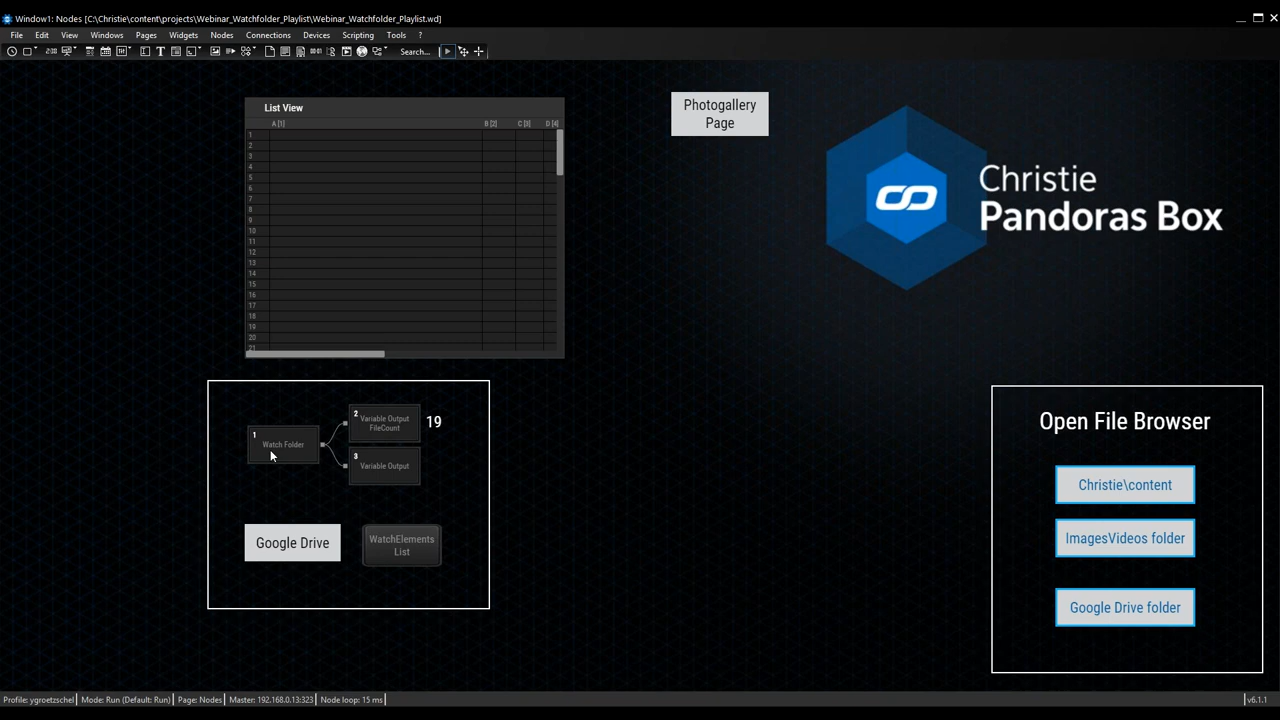 Window1: Nodes [C:\Christie\content\projects\Webinar_Watchfolder_Playlist\Webinar_Watchfolder_Playlist.wd]
File Edit View Windows Pages Widgets Nodes Connections Devices Scripting Tools ?
Search...
List View
A [1] B [2] C [3] D [4]
1
2
3
4
5
6
7
8
9
10
11
12
13
14
15
16
17
18
19
20
21
Photogallery
Page
Christie
Pandoras Box
1
Watch Folder
2
Variable Output
FileCount
19
3
Variable Output
Google Drive
WatchElements
List
Open File Browser
Christie\content
ImagesVideos folder
Google Drive folder
Profile: ygroetzschel Mode: Run (Default: Run) Page: Nodes Master: 192.168.0.13:323 Node loop: 15 ms v6.1.1